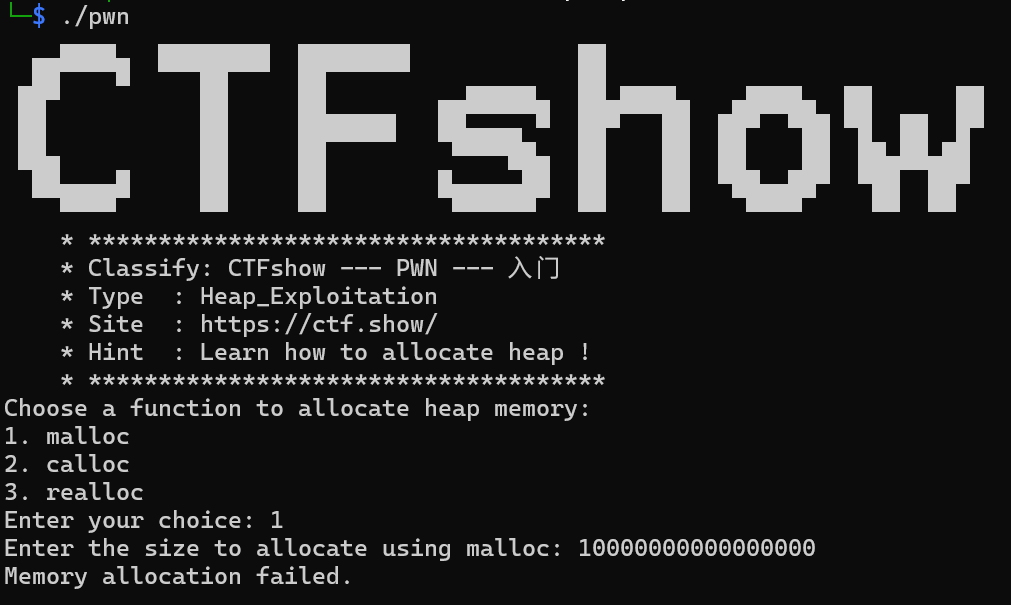 └─$ ./pwn
CTFshow
* *************************************
* Classify: CTFshow --- PWN --- 入门
* Type  : Heap_Exploitation
* Site  : https://ctf.show/
* Hint  : Learn how to allocate heap !
* *************************************
Choose a function to allocate heap memory:
1. malloc
2. calloc
3. realloc
Enter your choice: 1
Enter the size to allocate using malloc: 10000000000000000
Memory allocation failed.